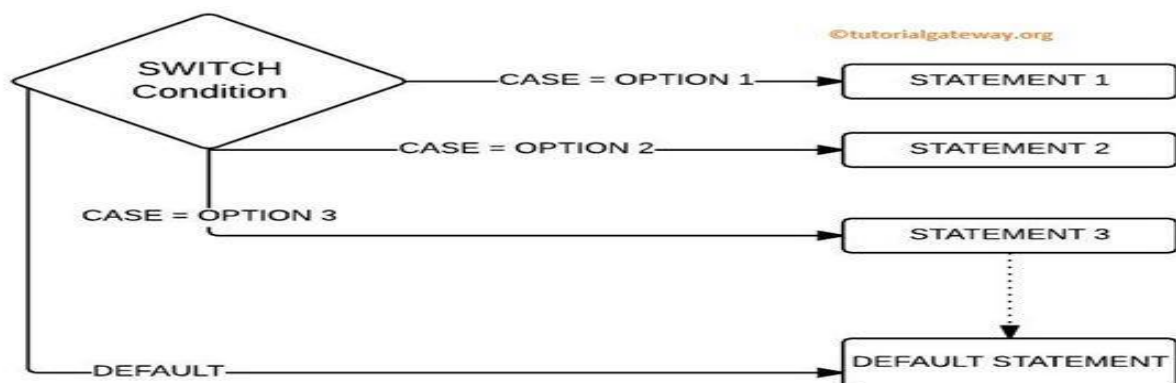 ©tutorialgateway.org
SWITCH
Condition
CASE = OPTION 1
STATEMENT 1
CASE = OPTION 2
STATEMENT 2
CASE = OPTION 3
STATEMENT 3
DEFAULT
DEFAULT STATEMENT